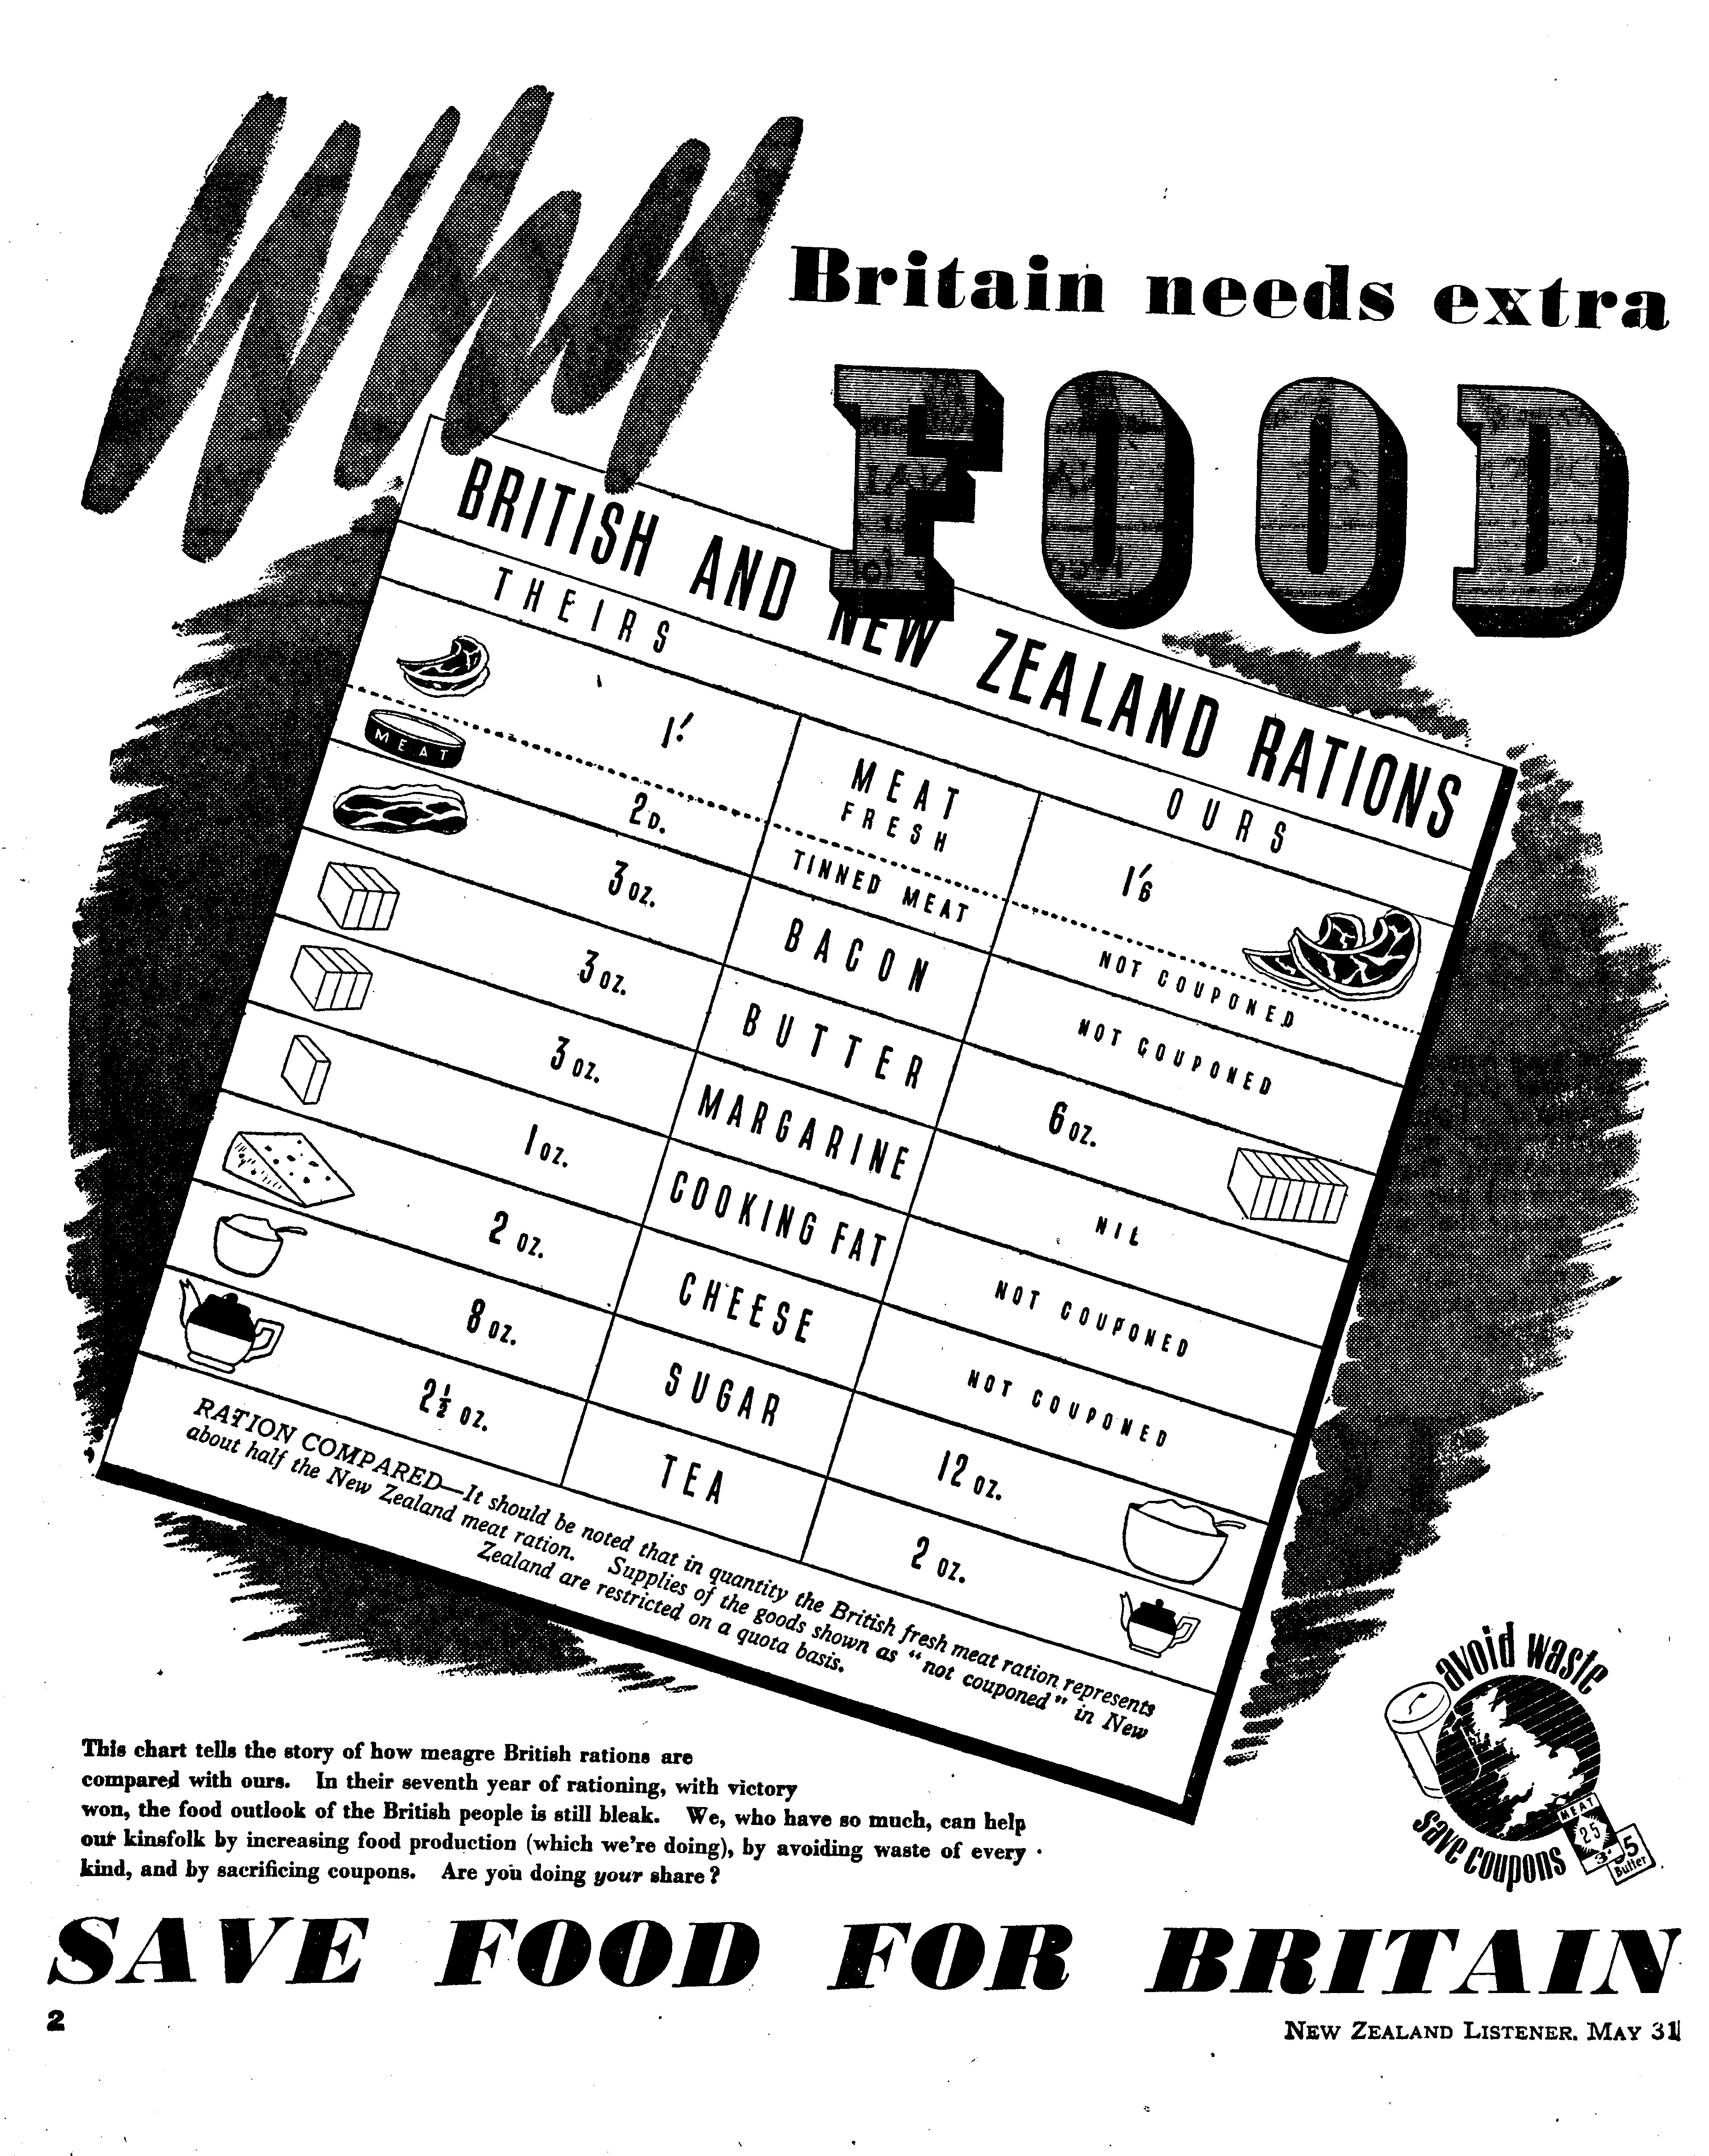 Why
Britain needs extra
FOOD
BRITISH AND NEW ZEALAND RATIONS
THEIRS OURS
1/- MEAT FRESH 1/6
MEAT 2D. TINNED MEAT NOT COUPONED
3 OZ. BACON NOT COUPONED
3 OZ. BUTTER 6 OZ.
3 OZ. MARGARINE NIL
1 OZ. COOKING FAT NOT COUPONED
2 OZ. CHEESE NOT COUPONED
8 OZ. SUGAR 12 OZ.
2½ OZ. TEA 2 OZ.
RATION COMPARED—It should be noted that in quantity the British fresh meat ration represents
about half the New Zealand meat ration. Supplies of the goods shown as "not couponed" in New
Zealand are restricted on a quota basis.
This chart tells the story of how meagre British rations are
compared with ours. In their seventh year of rationing, with victory
won, the food outlook of the British people is still bleak. We, who have so much, can help
our kinsfolk by increasing food production (which we're doing), by avoiding waste of every
kind, and by sacrificing coupons. Are you doing your share?
avoid waste
save coupons
MEAT
25
3d
5
Butter
SAVE FOOD FOR BRITAIN
2
NEW ZEALAND LISTENER, MAY 31